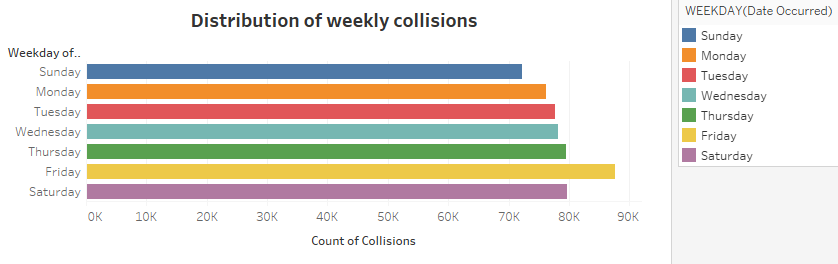 Distribution of weekly collisions
Weekday of..
Sunday
Monday
Tuesday
Wednesday
Thursday
Friday
Saturday
0K 10K 20K 30K 40K 50K 60K 70K 80K 90K
Count of Collisions
WEEKDAY(Date Occurred)
Sunday
Monday
Tuesday
Wednesday
Thursday
Friday
Saturday